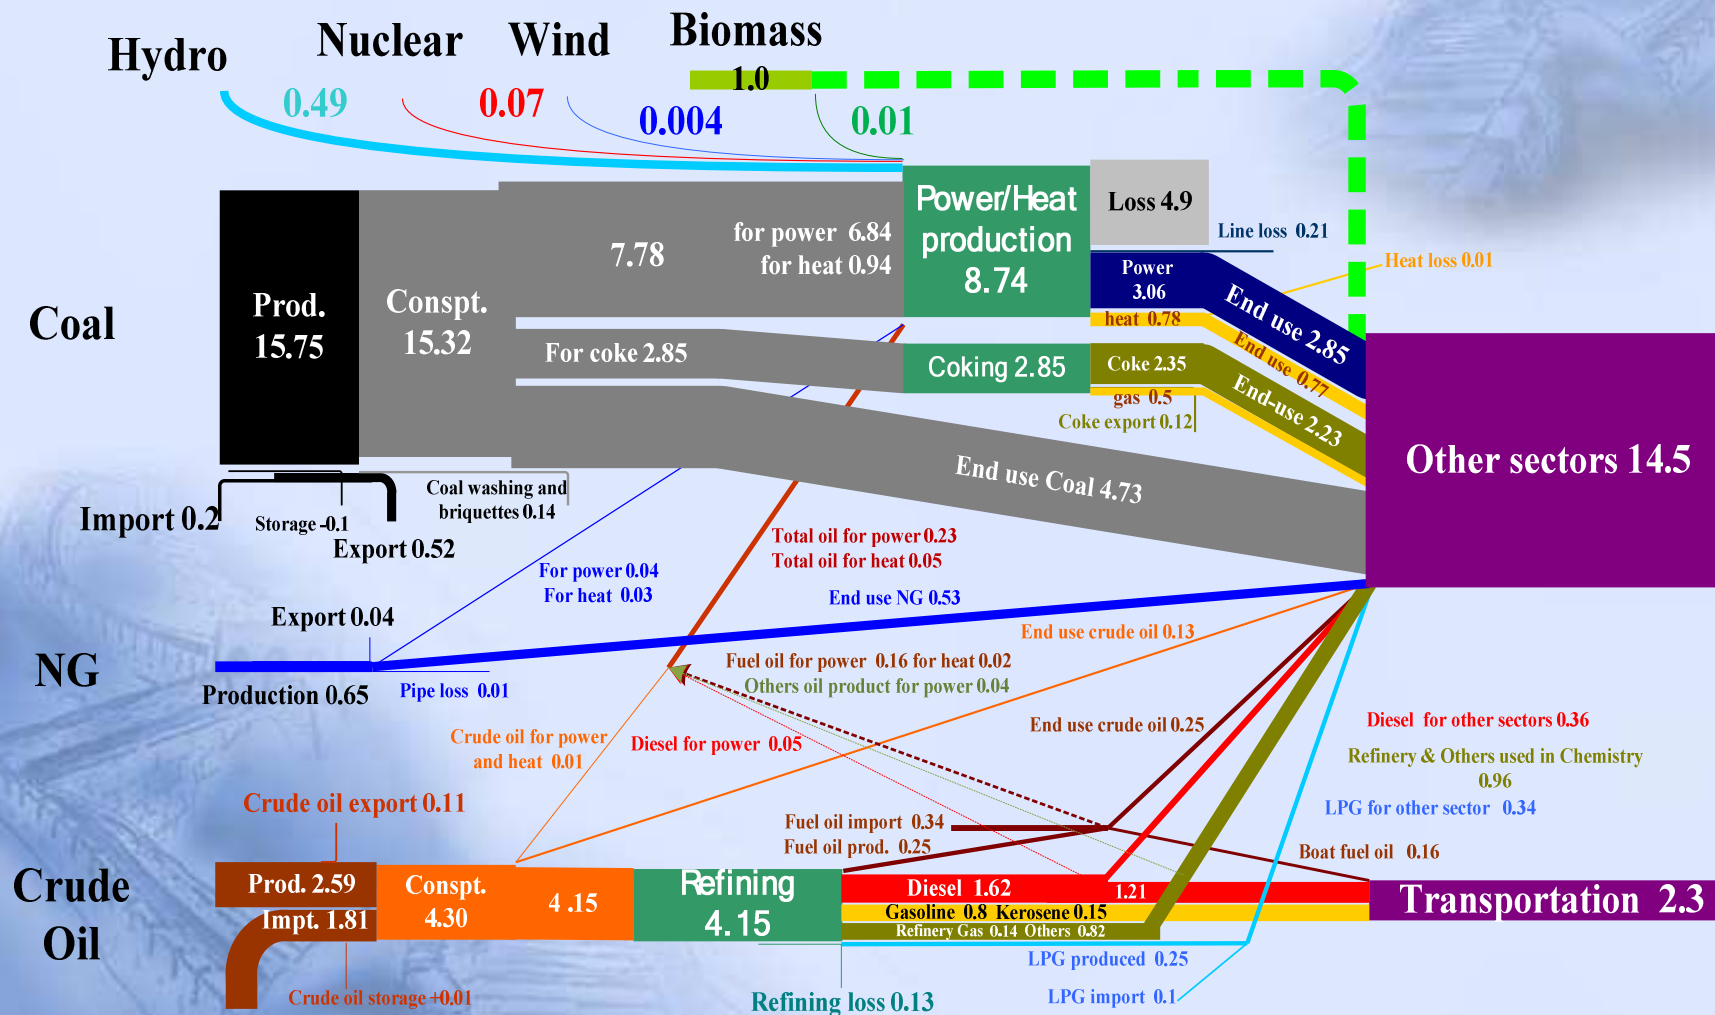 Hydro
Nuclear
Wind
Biomass
1.0
0.49
0.07
0.004
0.01
Coal
Prod.
15.75
Conspt.
15.32
7.78
for power 6.84
for heat 0.94
Power/Heat
production
8.74
Loss 4.9
Line loss 0.21
Heat loss 0.01
Power
3.06
End use 2.85
heat 0.78
End use 0.77
For coke 2.85
Coking 2.85
Coke 2.35
End-use 2.23
gas 0.5
Coke export 0.12
End use Coal 4.73
Other sectors 14.5
Import 0.2
Storage -0.1
Export 0.52
Coal washing and
briquettes 0.14
Total oil for power 0.23
Total oil for heat 0.05
For power 0.04
For heat 0.03
End use NG 0.53
NG
Export 0.04
Production 0.65
Pipe loss 0.01
End use crude oil 0.13
Fuel oil for power 0.16 for heat 0.02
Others oil product for power 0.04
Crude oil for power
and heat 0.01
Diesel for power 0.05
End use crude oil 0.25
Diesel for other sectors 0.36
Refinery & Others used in Chemistry
0.96
LPG for other sector 0.34
Crude oil export 0.11
Fuel oil import 0.34
Fuel oil prod. 0.25
Boat fuel oil 0.16
Crude
Oil
Prod. 2.59
Impt. 1.81
Conspt.
4.30
4 .15
Refining
4.15
Diesel 1.62
1.21
Gasoline 0.8 Kerosene 0.15
Refinery Gas 0.14 Others 0.82
Transportation 2.3
LPG produced 0.25
LPG import 0.1
Crude oil storage +0.01
Refining loss 0.13